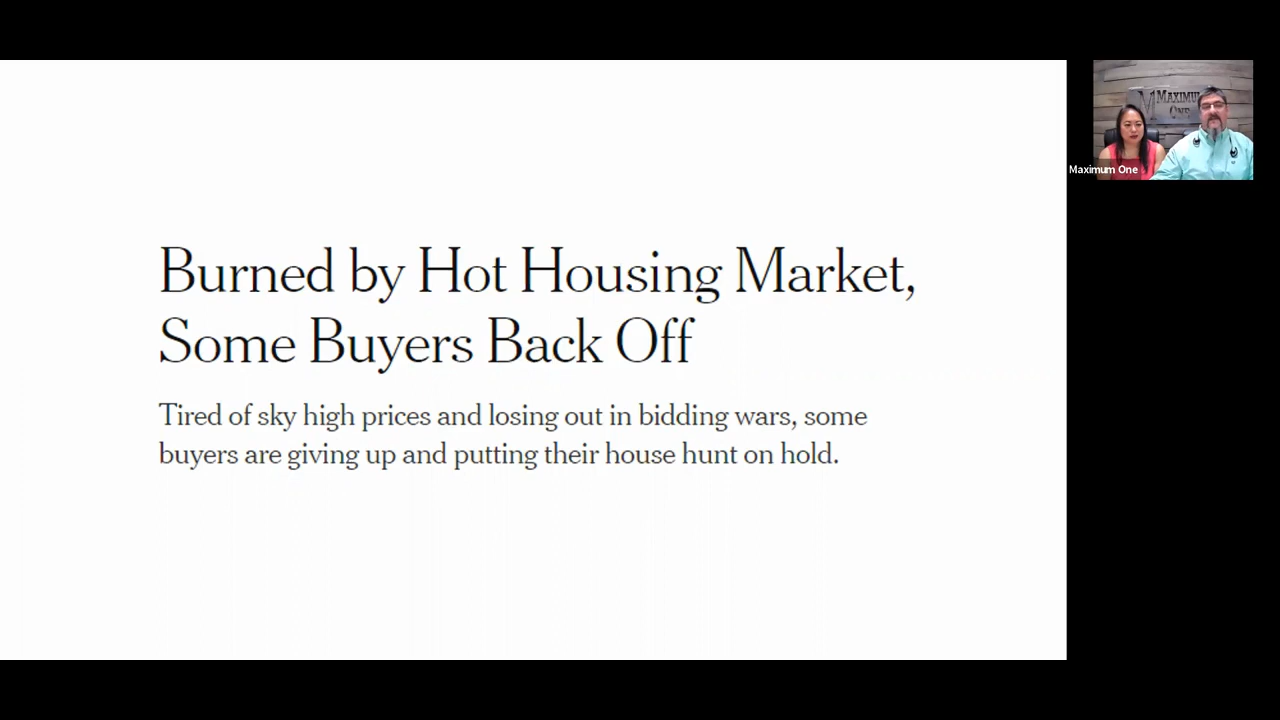 Burned by Hot Housing Market,
Some Buyers Back Off
Tired of sky high prices and losing out in bidding wars, some
buyers are giving up and putting their house hunt on hold.
Maximum One